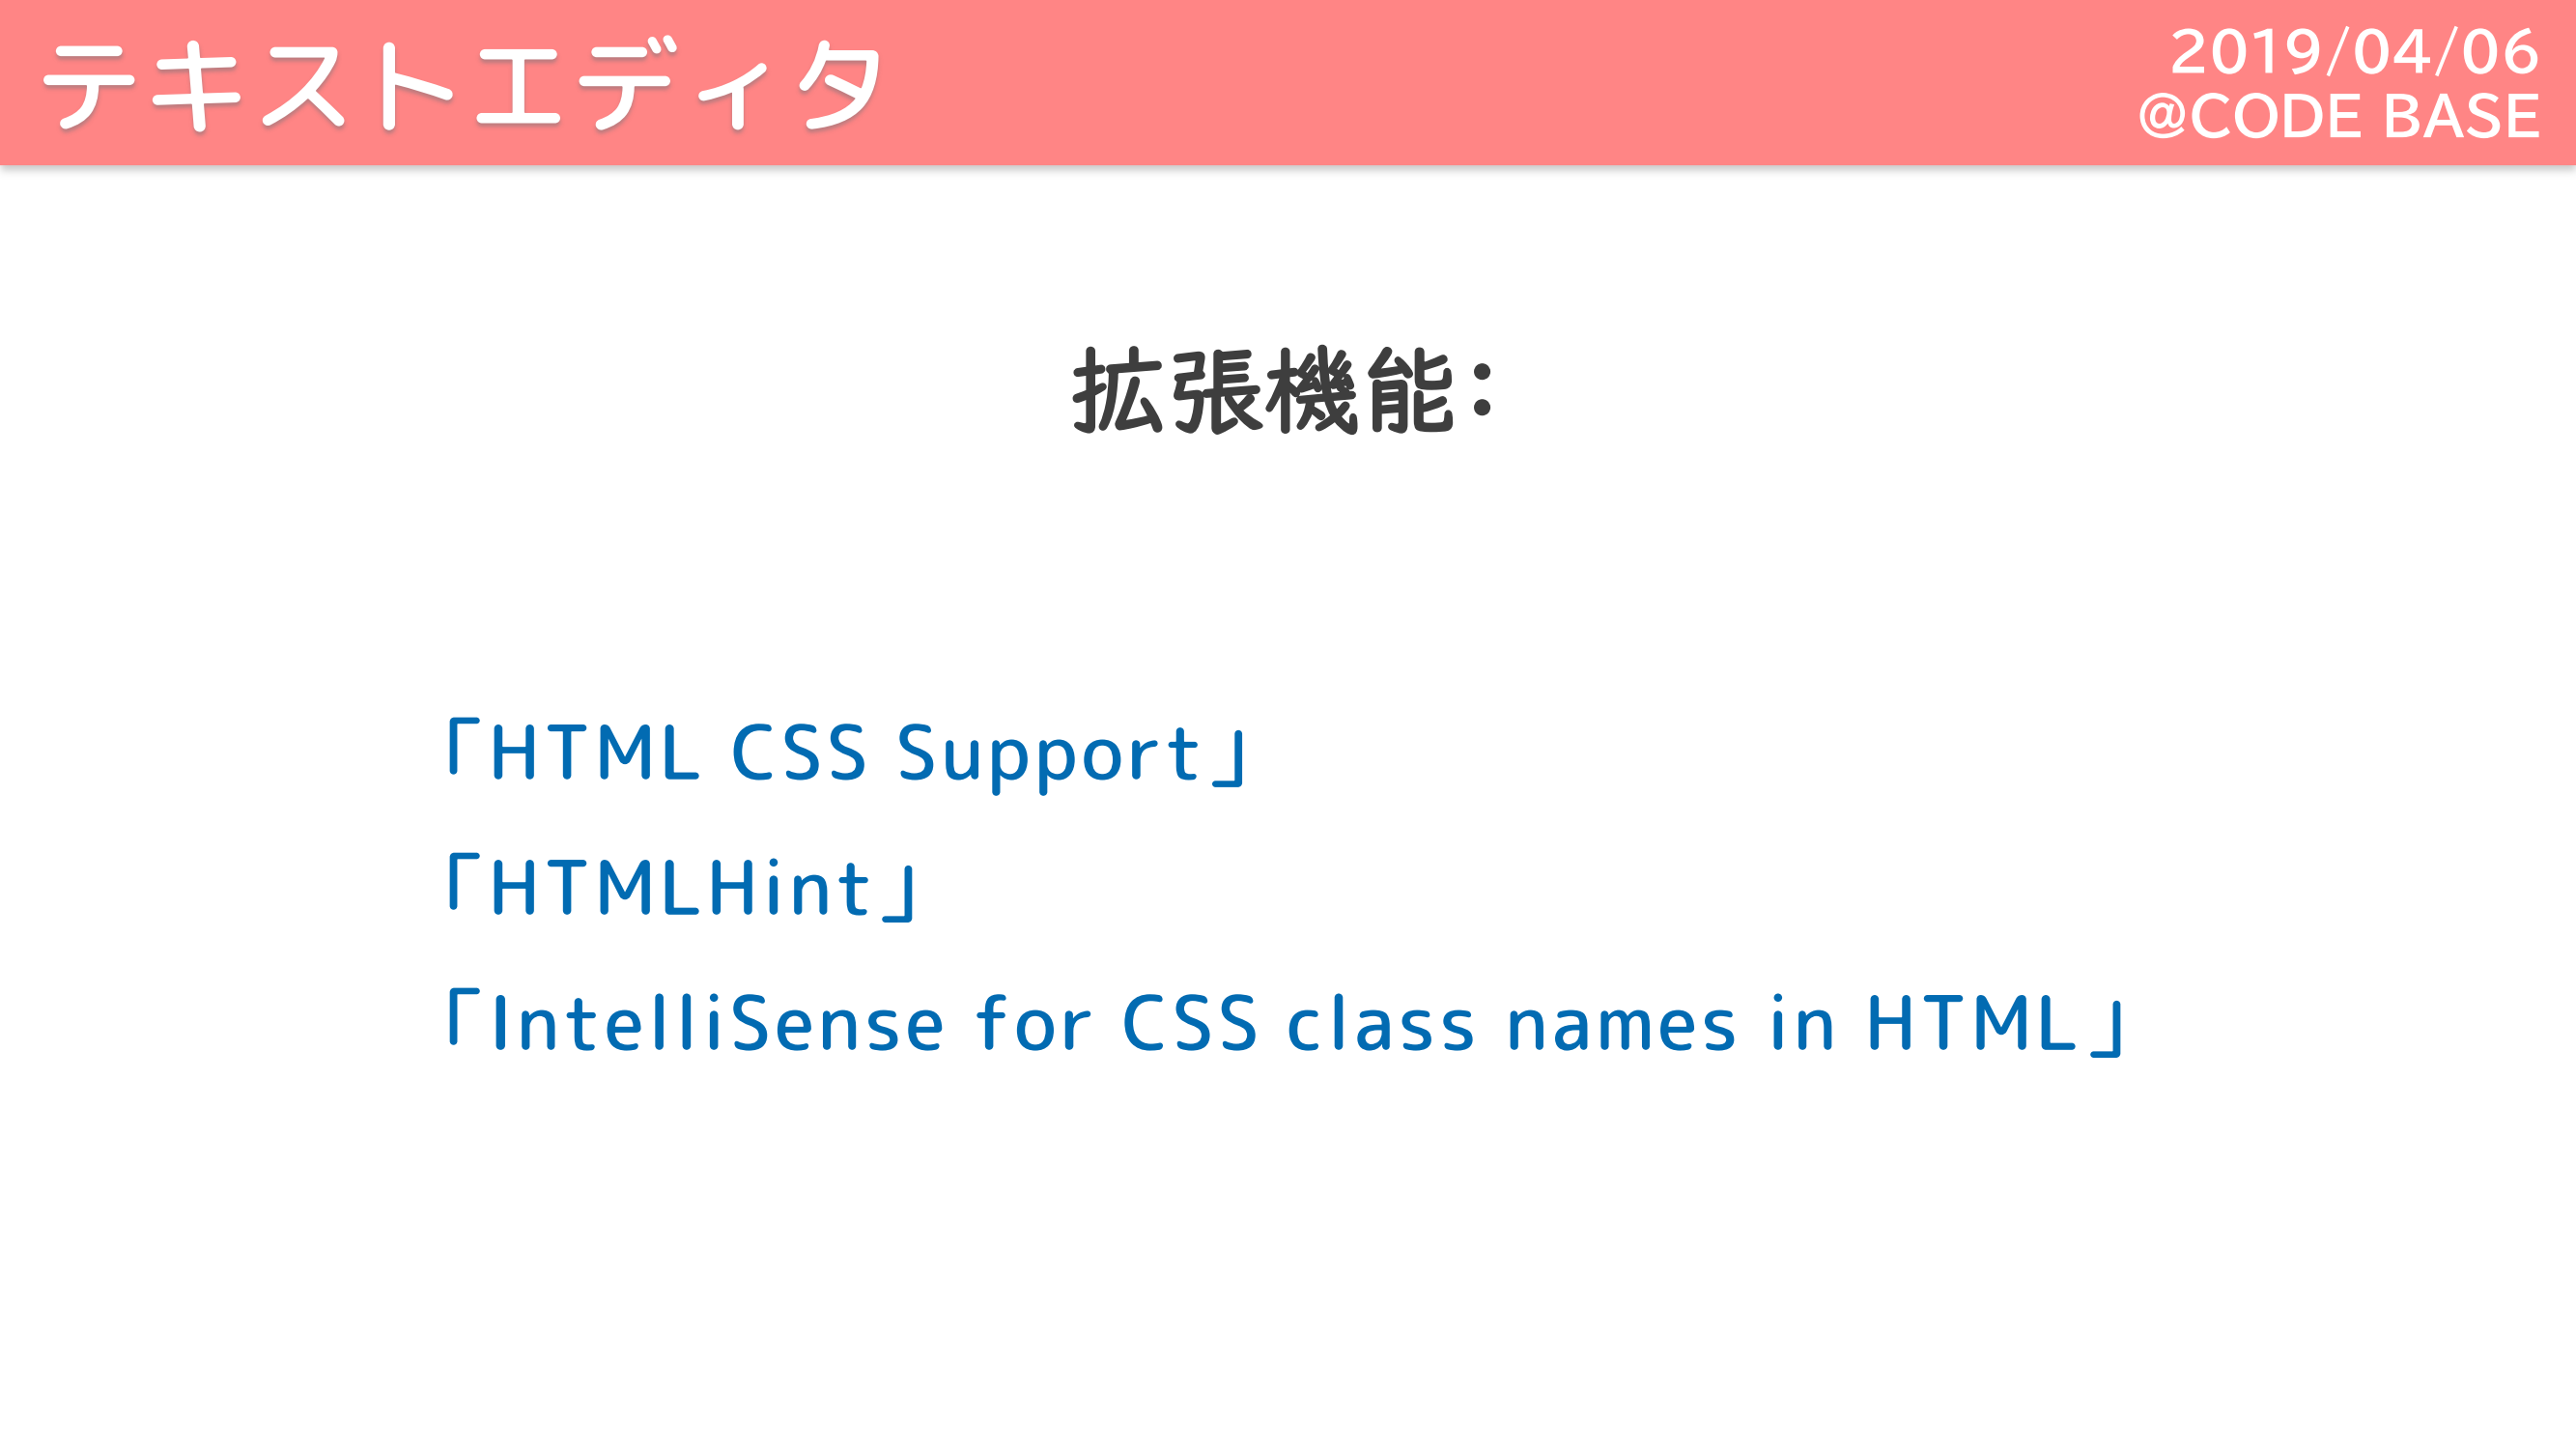 テキストエディタ
2019/04/06
@CODE BASE
拡張機能:
「HTML CSS Support」
「HTMLHint」
「IntelliSense for CSS class names in HTML」